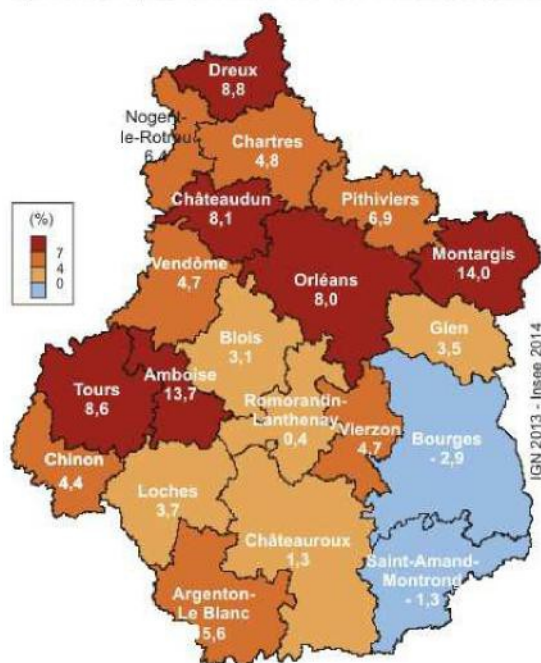 Dreux
8,8
Nogent-
le-Rotrou
6,4
Chartres
4,8
Châteaudun
8,1
Pithiviers
6,9
(%)
7
4
0
Montargis
14,0
Vendôme
4,7
Orléans
8,0
Blois
3,1
Gien
3,5
Tours
8,6
Amboise
13,7
Romorandn-
Lanthenay
0,4
Vierzon
4,7
Bourges
- 2,9
Chinon
4,4
Loches
3,7
Châteauroux
1,3
Saint-Amand-
Montrond
- 1,3
Argenton-
Le Blanc
5,6
IGN 2013 - Insee 2014